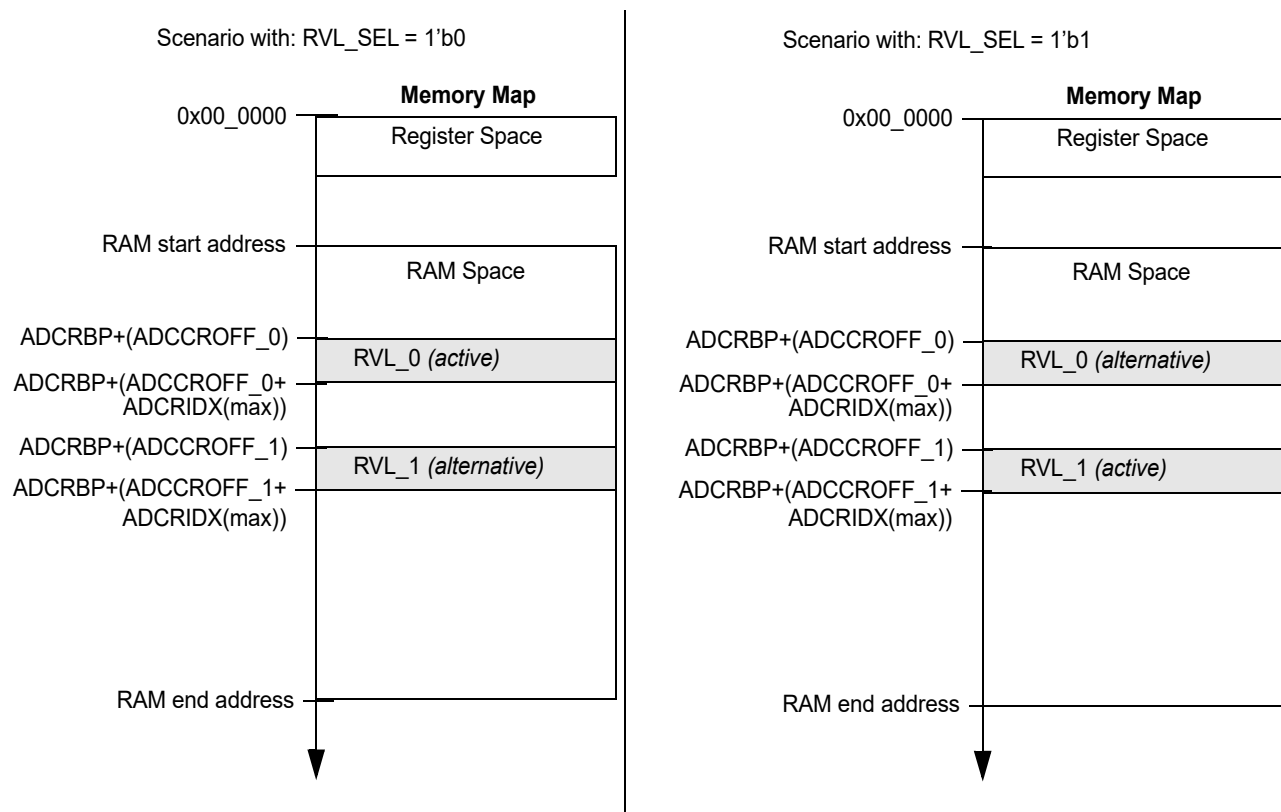 Scenario with: RVL_SEL = 1’b0
Memory Map
0x00_0000
Register Space
RAM start address
RAM Space
ADCRBP+(ADCCROFF_0)
RVL_0 (active)
ADCRBP+(ADCCROFF_0+
ADCRIDX(max))
ADCRBP+(ADCCROFF_1)
RVL_1 (alternative)
ADCRBP+(ADCCROFF_1+
ADCRIDX(max))
RAM end address
Scenario with: RVL_SEL = 1’b1
Memory Map
0x00_0000
Register Space
RAM start address
RAM Space
ADCRBP+(ADCCROFF_0)
RVL_0 (alternative)
ADCRBP+(ADCCROFF_0+
ADCRIDX(max))
ADCRBP+(ADCCROFF_1)
RVL_1 (active)
ADCRBP+(ADCCROFF_1+
ADCRIDX(max))
RAM end address